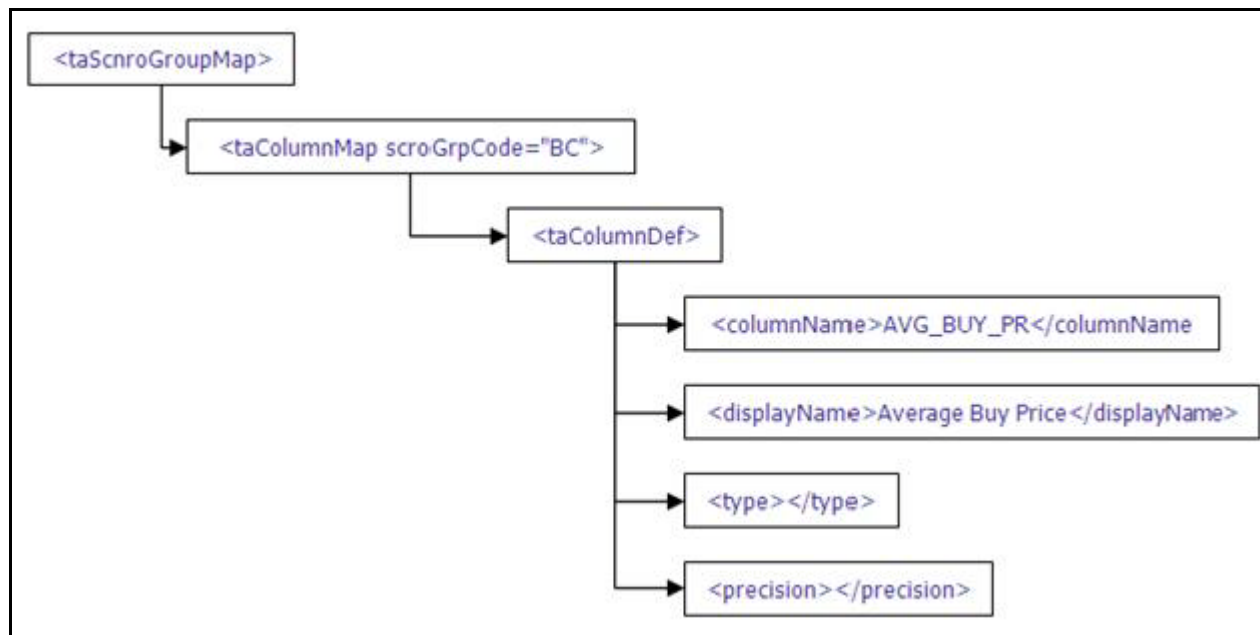 <taScnroGroupMap>
<taColumnMap scroGrpCode="BC">
<taColumnDef>
<columnName>AVG_BUY_PR</columnName
<displayName>Average Buy Price</displayName>
<type></type>
<precision></precision>